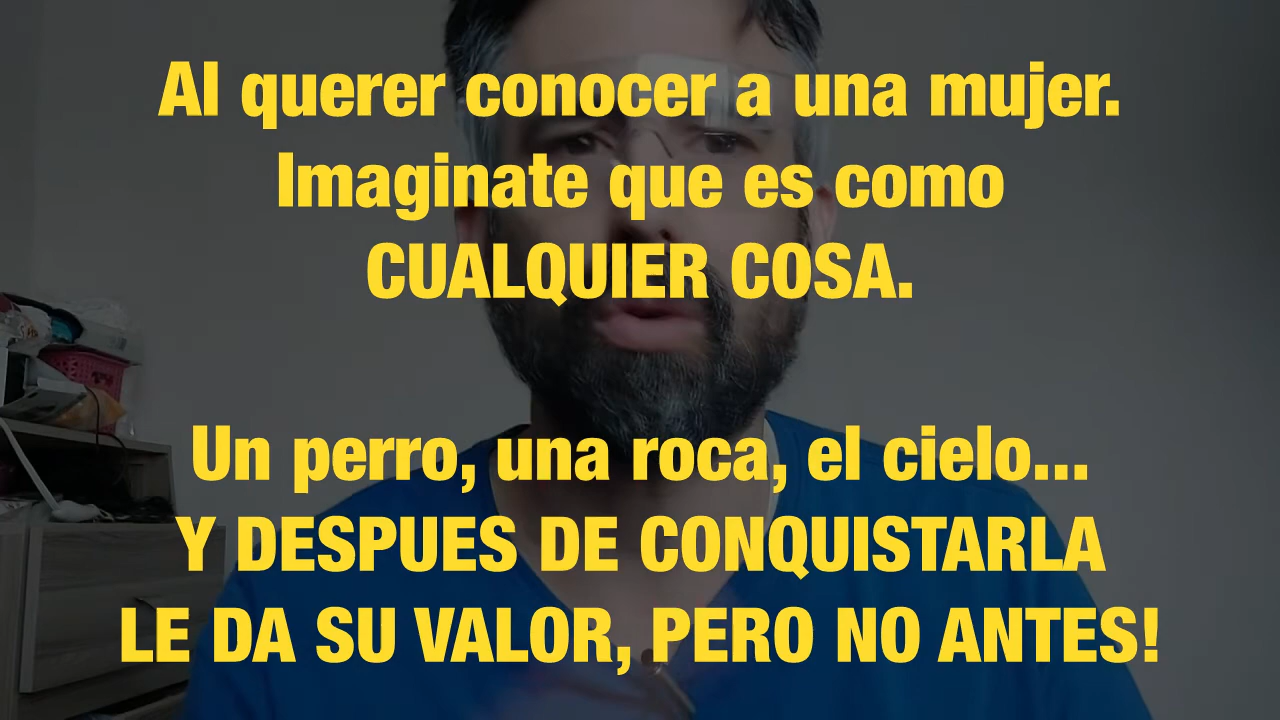 Al querer conocer a una mujer.
Imaginate que es como
CUALQUIER COSA.
Un perro, una roca, el cielo...
Y DESPUES DE CONQUISTARLA
LE DA SU VALOR, PERO NO ANTES!